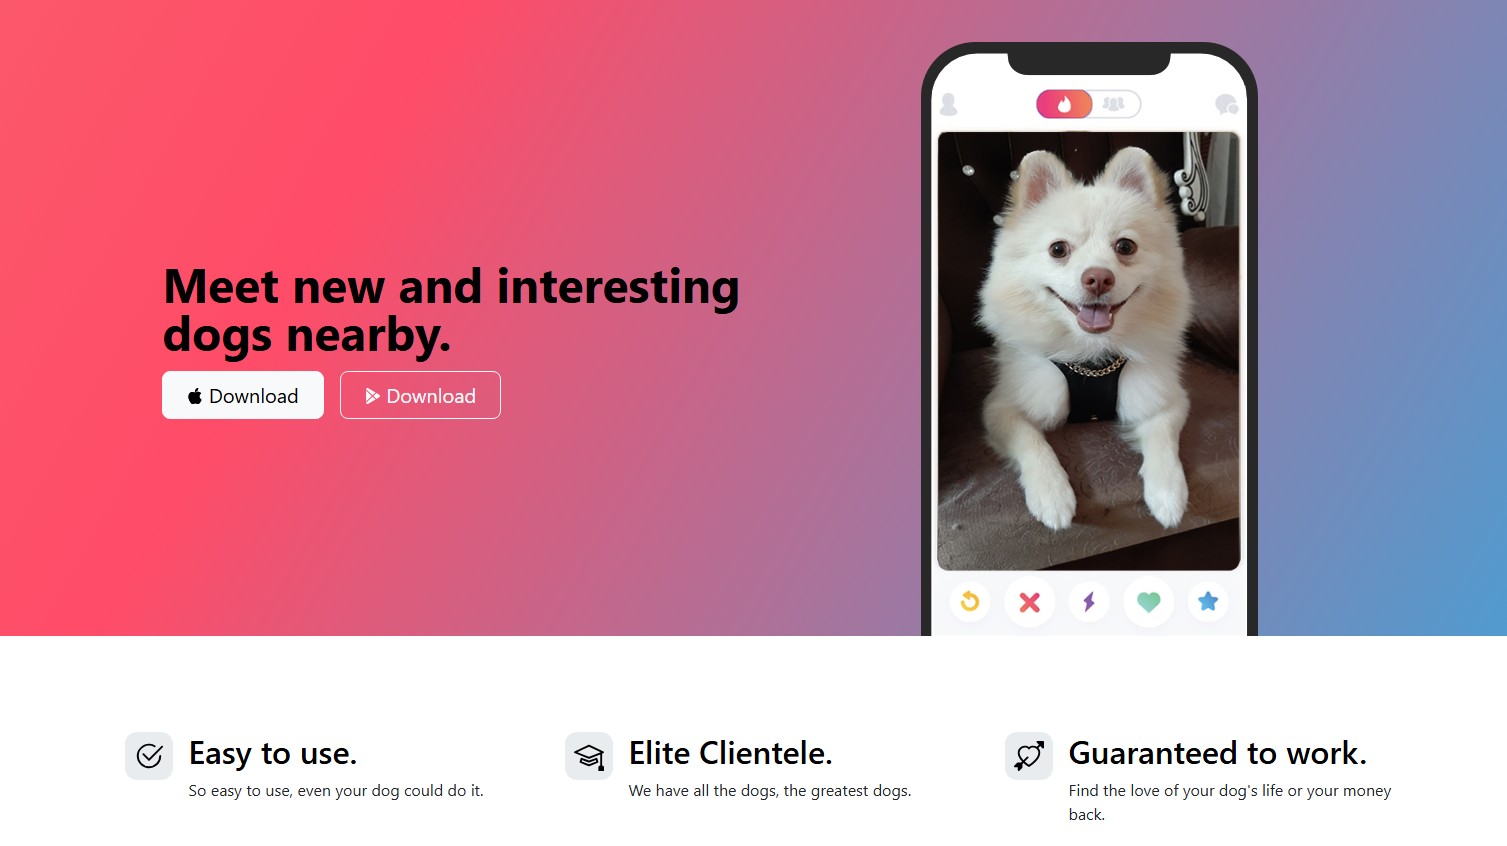 Meet new and interesting
dogs nearby.
Download
Download
Easy to use.
So easy to use, even your dog could do it.
Elite Clientele.
We have all the dogs, the greatest dogs.
Guaranteed to work.
Find the love of your dog's life or your money
back.